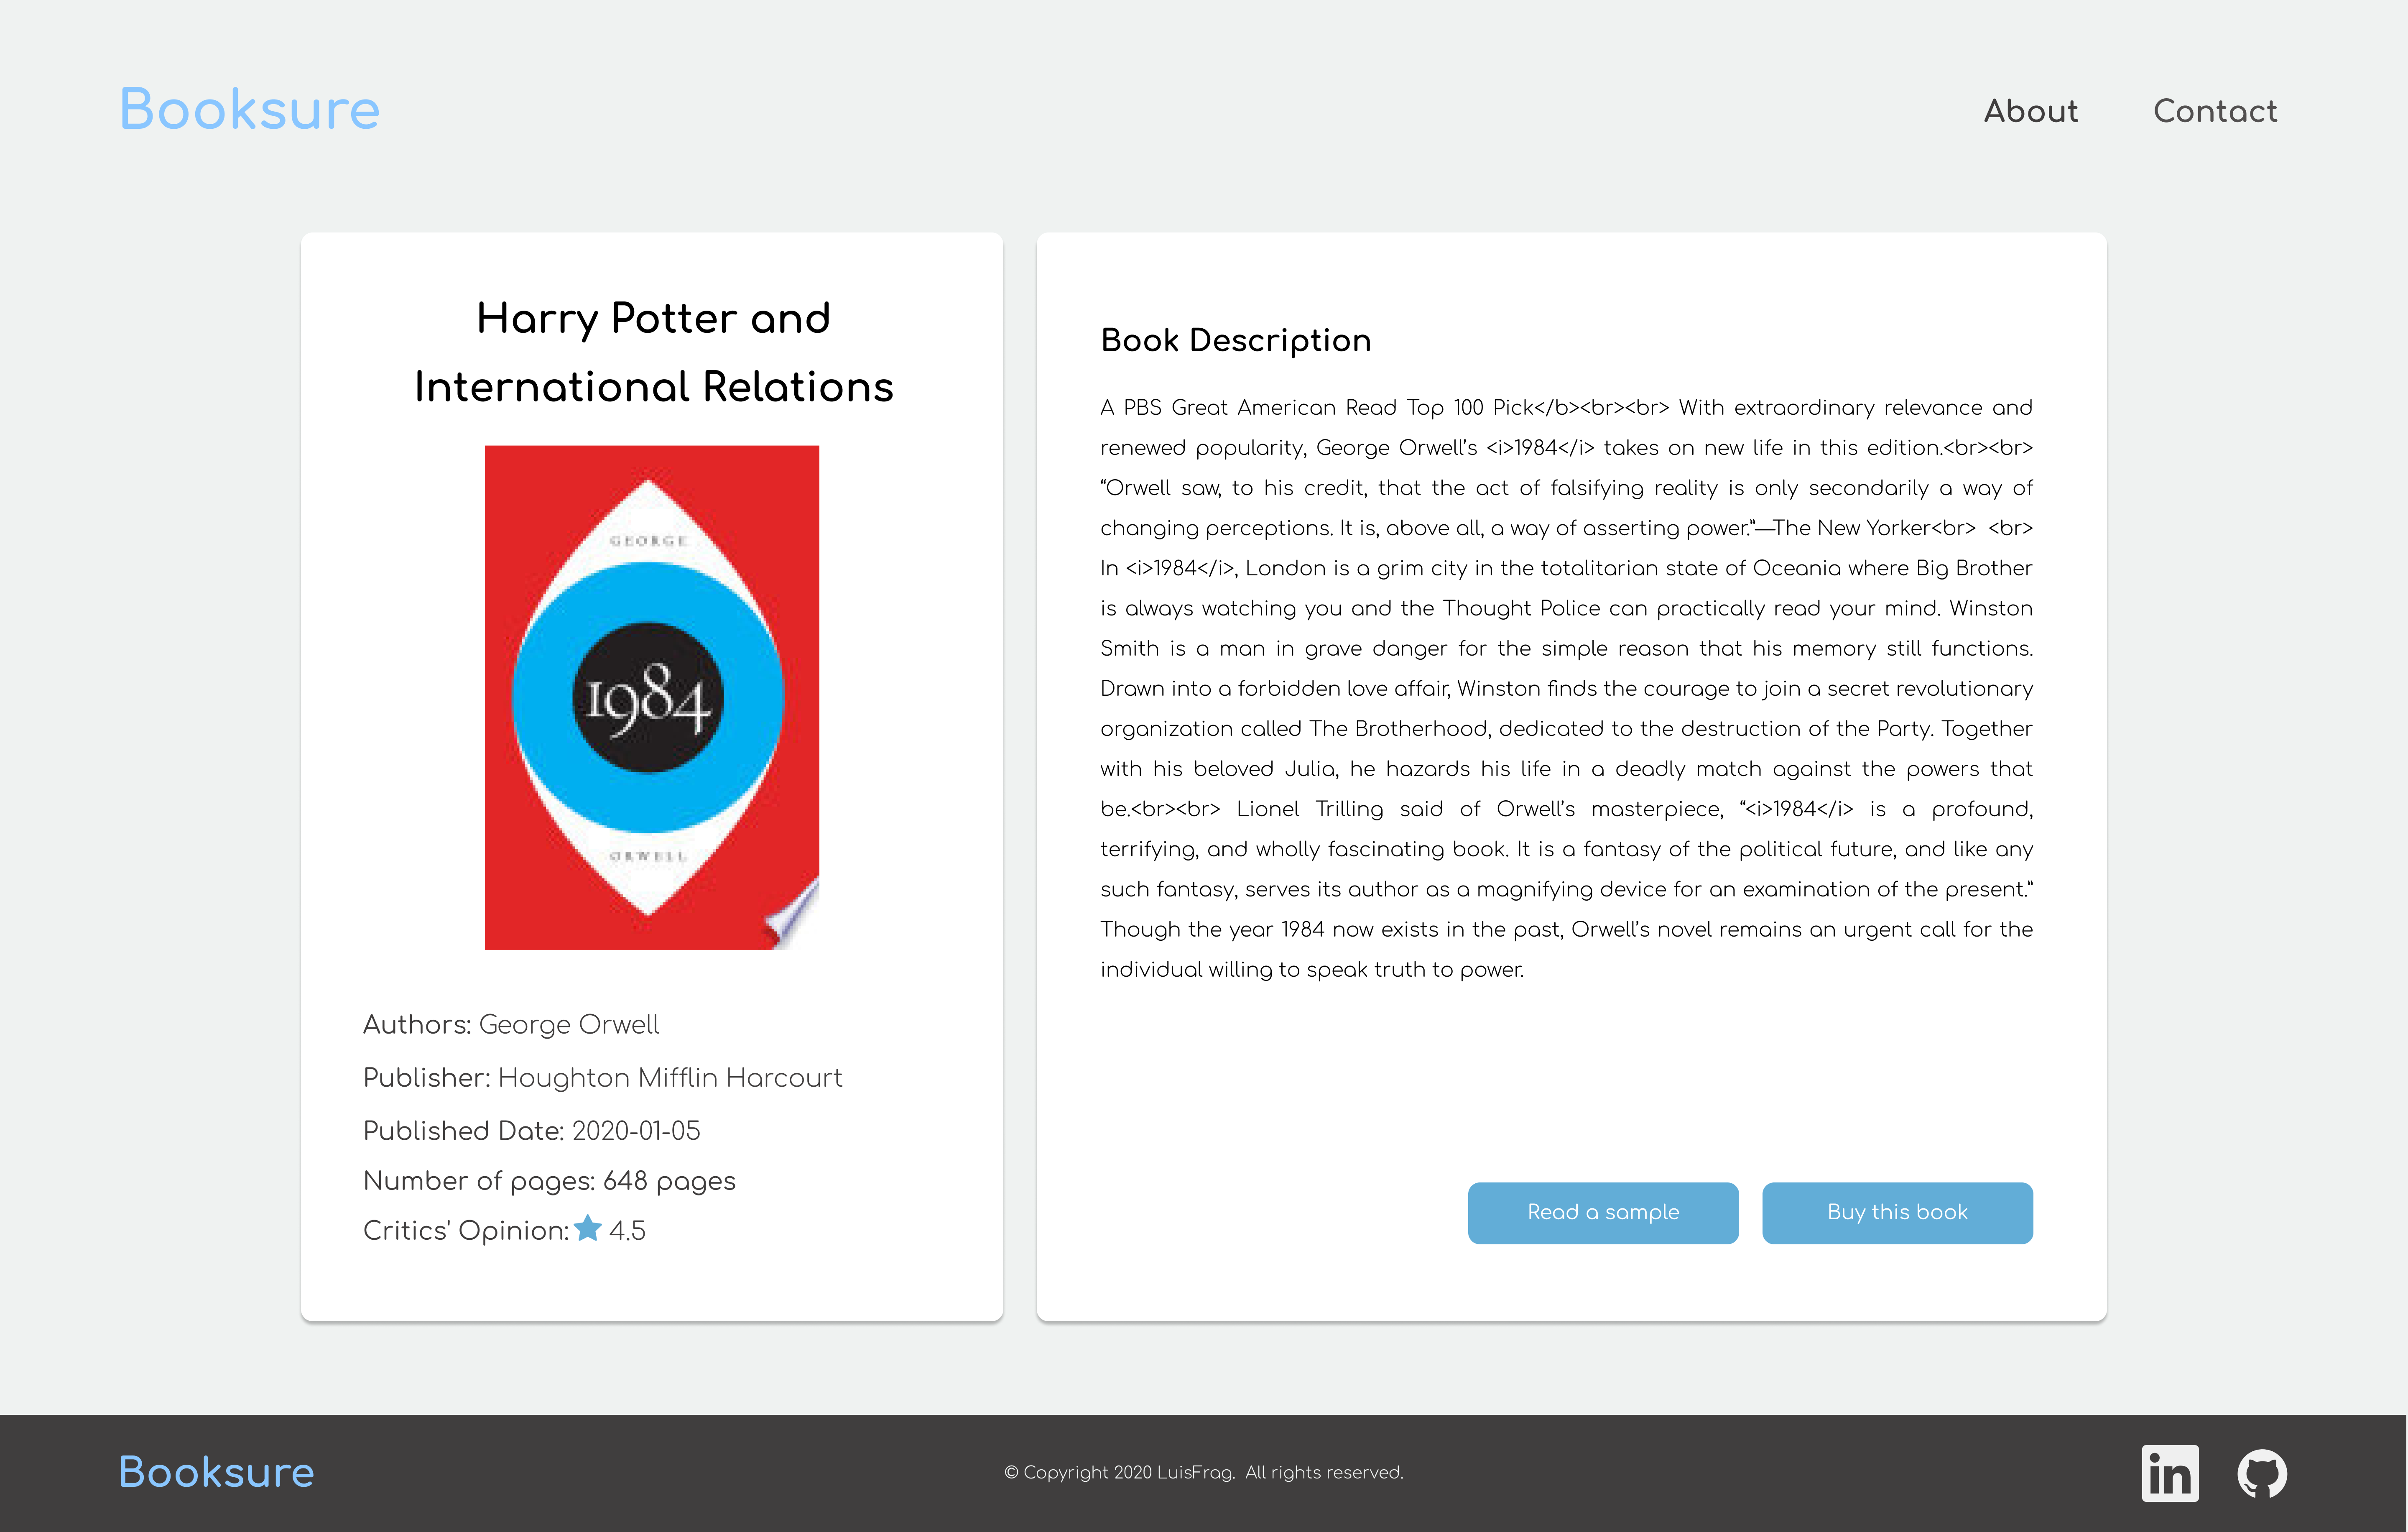 Booksure
About
Contact
Harry Potter and
International Relations
GEORGE
1984
ORWELL
Authors: George Orwell
Publisher: Houghton Mifflin Harcourt
Published Date: 2020-01-05
Number of pages: 648 pages
Critics' Opinion: 4.5
Book Description
A PBS Great American Read Top 100 Pick</b><br><br> With extraordinary relevance and
renewed popularity, George Orwell’s <i>1984</i> takes on new life in this edition.<br><br>
“Orwell saw, to his credit, that the act of falsifying reality is only secondarily a way of
changing perceptions. It is, above all, a way of asserting power.”—The New Yorker<br>  <br>
In <i>1984</i>, London is a grim city in the totalitarian state of Oceania where Big Brother
is always watching you and the Thought Police can practically read your mind. Winston
Smith is a man in grave danger for the simple reason that his memory still functions.
Drawn into a forbidden love affair, Winston finds the courage to join a secret revolutionary
organization called The Brotherhood, dedicated to the destruction of the Party. Together
with his beloved Julia, he hazards his life in a deadly match against the powers that
be.<br><br> Lionel Trilling said of Orwell’s masterpiece, “<i>1984</i> is a profound,
terrifying, and wholly fascinating book. It is a fantasy of the political future, and like any
such fantasy, serves its author as a magnifying device for an examination of the present.”
Though the year 1984 now exists in the past, Orwell’s novel remains an urgent call for the
individual willing to speak truth to power.
Read a sample
Buy this book
Booksure
© Copyright 2020 LuisFrag.  All rights reserved.
in